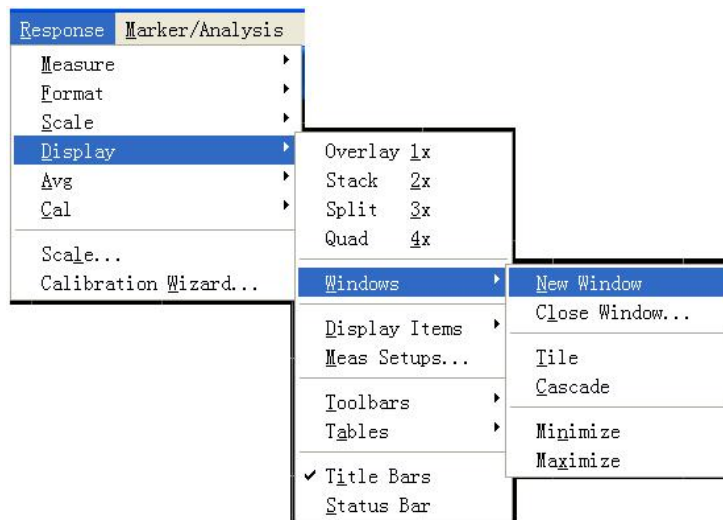 Response Marker/Analysis
Measure
Format
Scale
Display
Avg
Cal
Scale...
Calibration Wizard...
Overlay 1x
Stack 2x
Split 3x
Quad 4x
Windows
Display Items
Meas Setups...
Toolbars
Tables
✓ Title Bars
Status Bar
New Window
Close Window...
Tile
Cascade
Minimize
Maximize